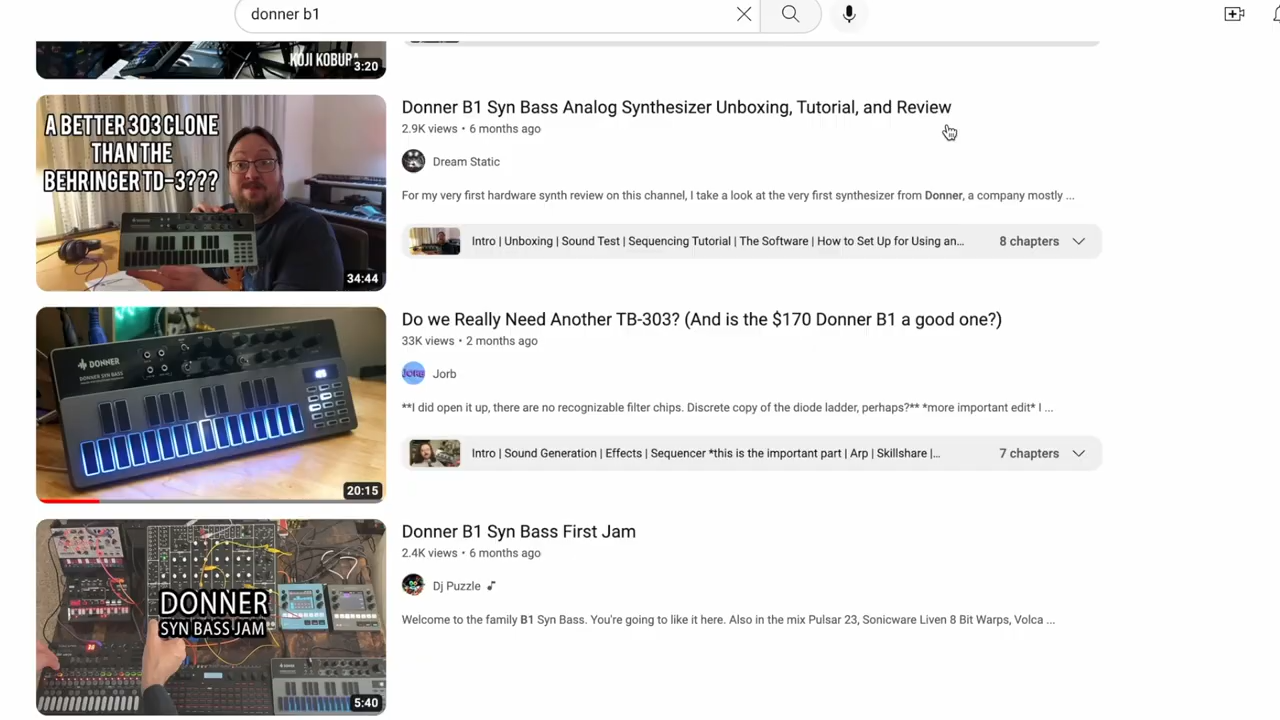 donner b1
KOJI KOBURA
3:20
A BETTER 303 CLONE
THAN THE
BEHRINGER TD-3???
34:44
Donner B1 Syn Bass Analog Synthesizer Unboxing, Tutorial, and Review
2.9K views • 6 months ago
Dream Static
For my very first hardware synth review on this channel, I take a look at the very first synthesizer from Donner, a company mostly ...
Intro | Unboxing | Sound Test | Sequencing Tutorial | The Software | How to Set Up for Using an...
8 chapters
DONNER
DONNER SYN BASS
20:15
Do we Really Need Another TB-303? (And is the $170 Donner B1 a good one?)
33K views • 2 months ago
JORB
Jorb
**I did open it up, there are no recognizable filter chips. Discrete copy of the diode ladder, perhaps?** *more important edit* I ...
Intro | Sound Generation | Effects | Sequencer *this is the important part | Arp | Skillshare |...
7 chapters
DONNER
SYN BASS JAM
5:40
Donner B1 Syn Bass First Jam
2.4K views • 6 months ago
Dj Puzzle
Welcome to the family B1 Syn Bass. You're going to like it here. Also in the mix Pulsar 23, Sonicware Liven 8 Bit Warps, Volca ...